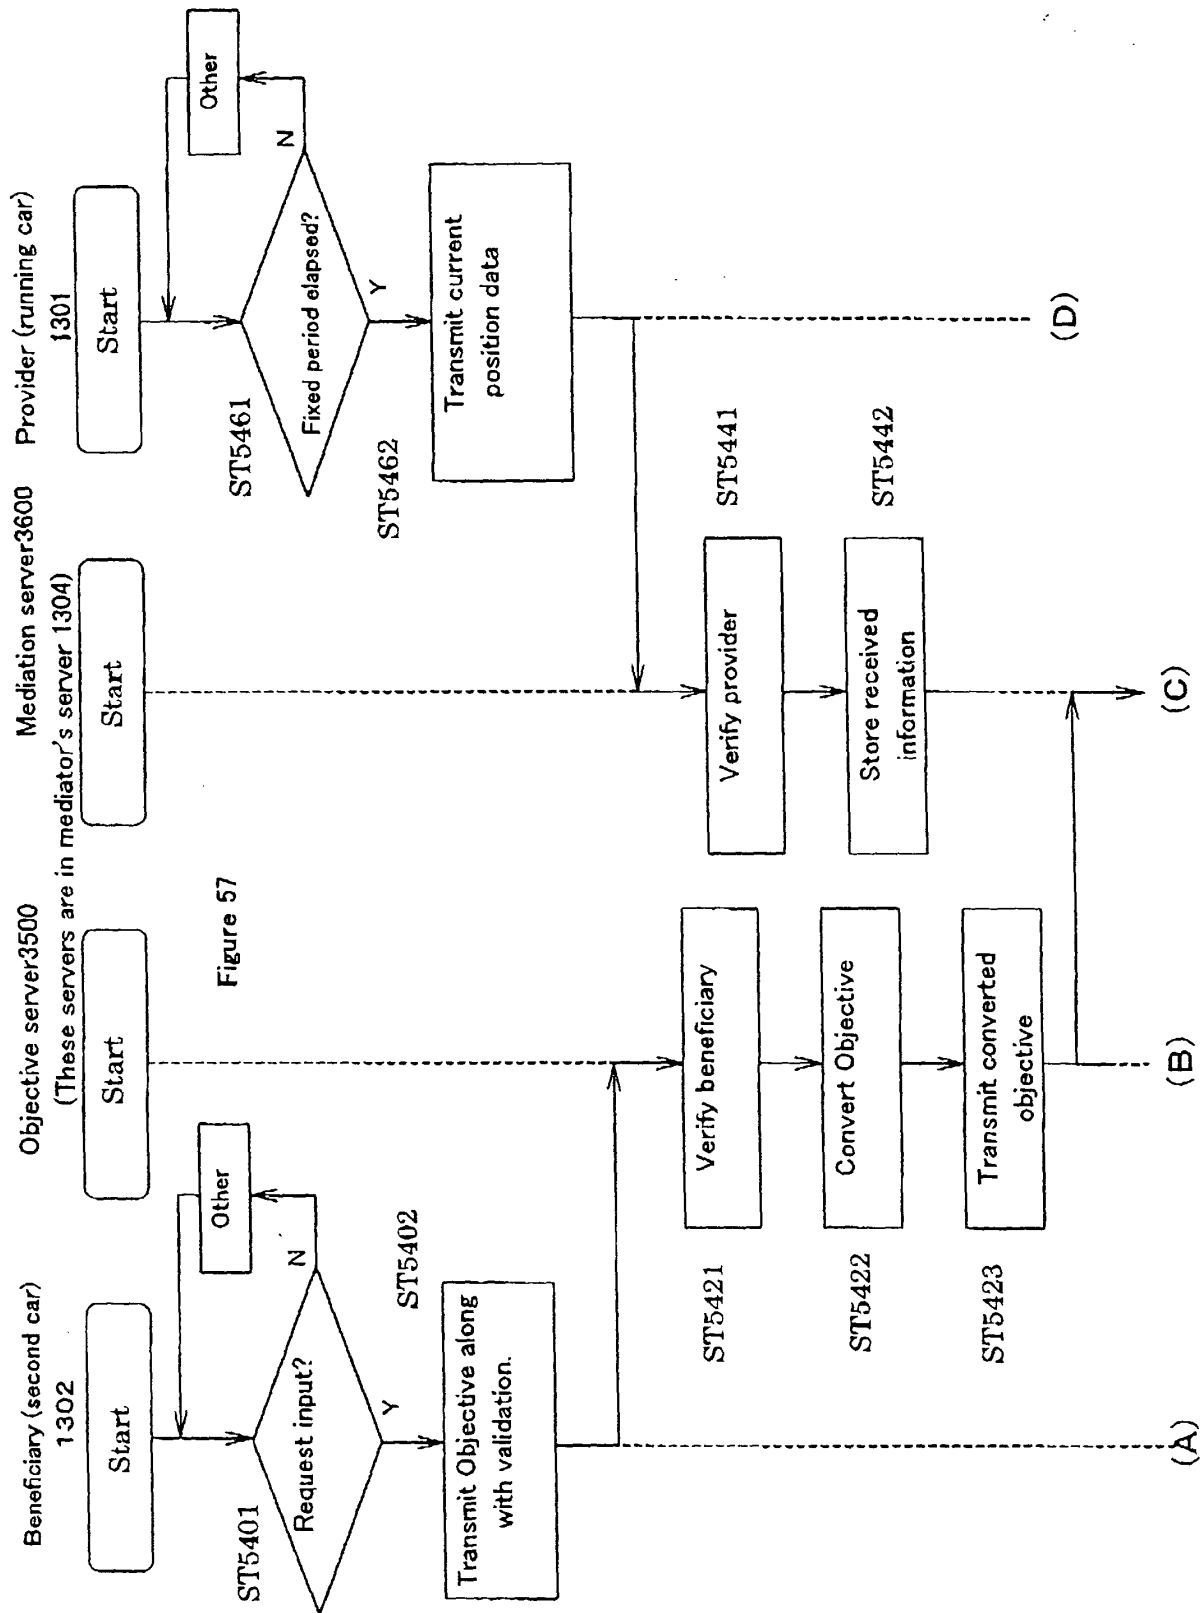 Beneficiary (second car)
1302
Start
ST5401
Request input?
N
Other
Y
ST5402
Transmit Objective along
with validation.
(A)
Objective server3500
Mediation server3600
(These servers are in mediator's server 1304)
Start
Figure 57
ST5421
Verify beneficiary
ST5422
Convert Objective
ST5423
Transmit converted
objective
(B)
Start
Verify provider
ST5441
Store received
information
ST5442
(C)
Provider (running car)
1301
Start
ST5461
Fixed period elapsed?
N
Other
Y
ST5462
Transmit current
position data
(D)